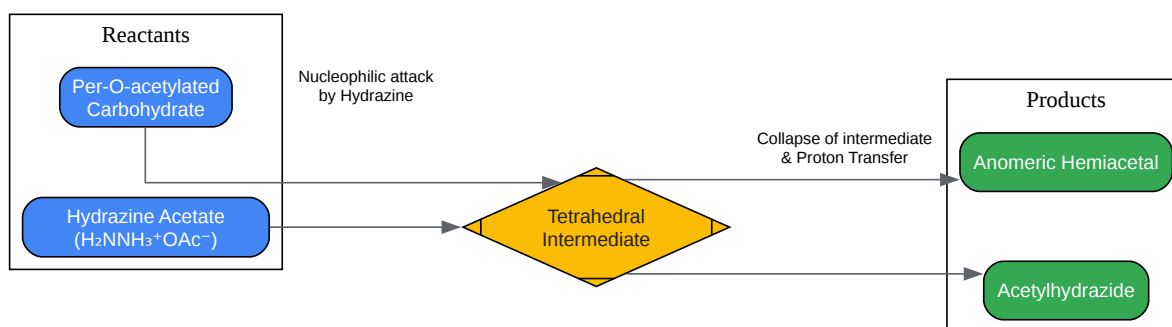 Reactants
Per-O-acetylated
Carbohydrate
Hydrazine Acetate
(H₂NNH₃⁺OAc⁻)
Nucleophilic attack
by Hydrazine
Tetrahedral
Intermediate
Collapse of intermediate
& Proton Transfer
Products
Anomeric Hemiacetal
Acetylhydrazide